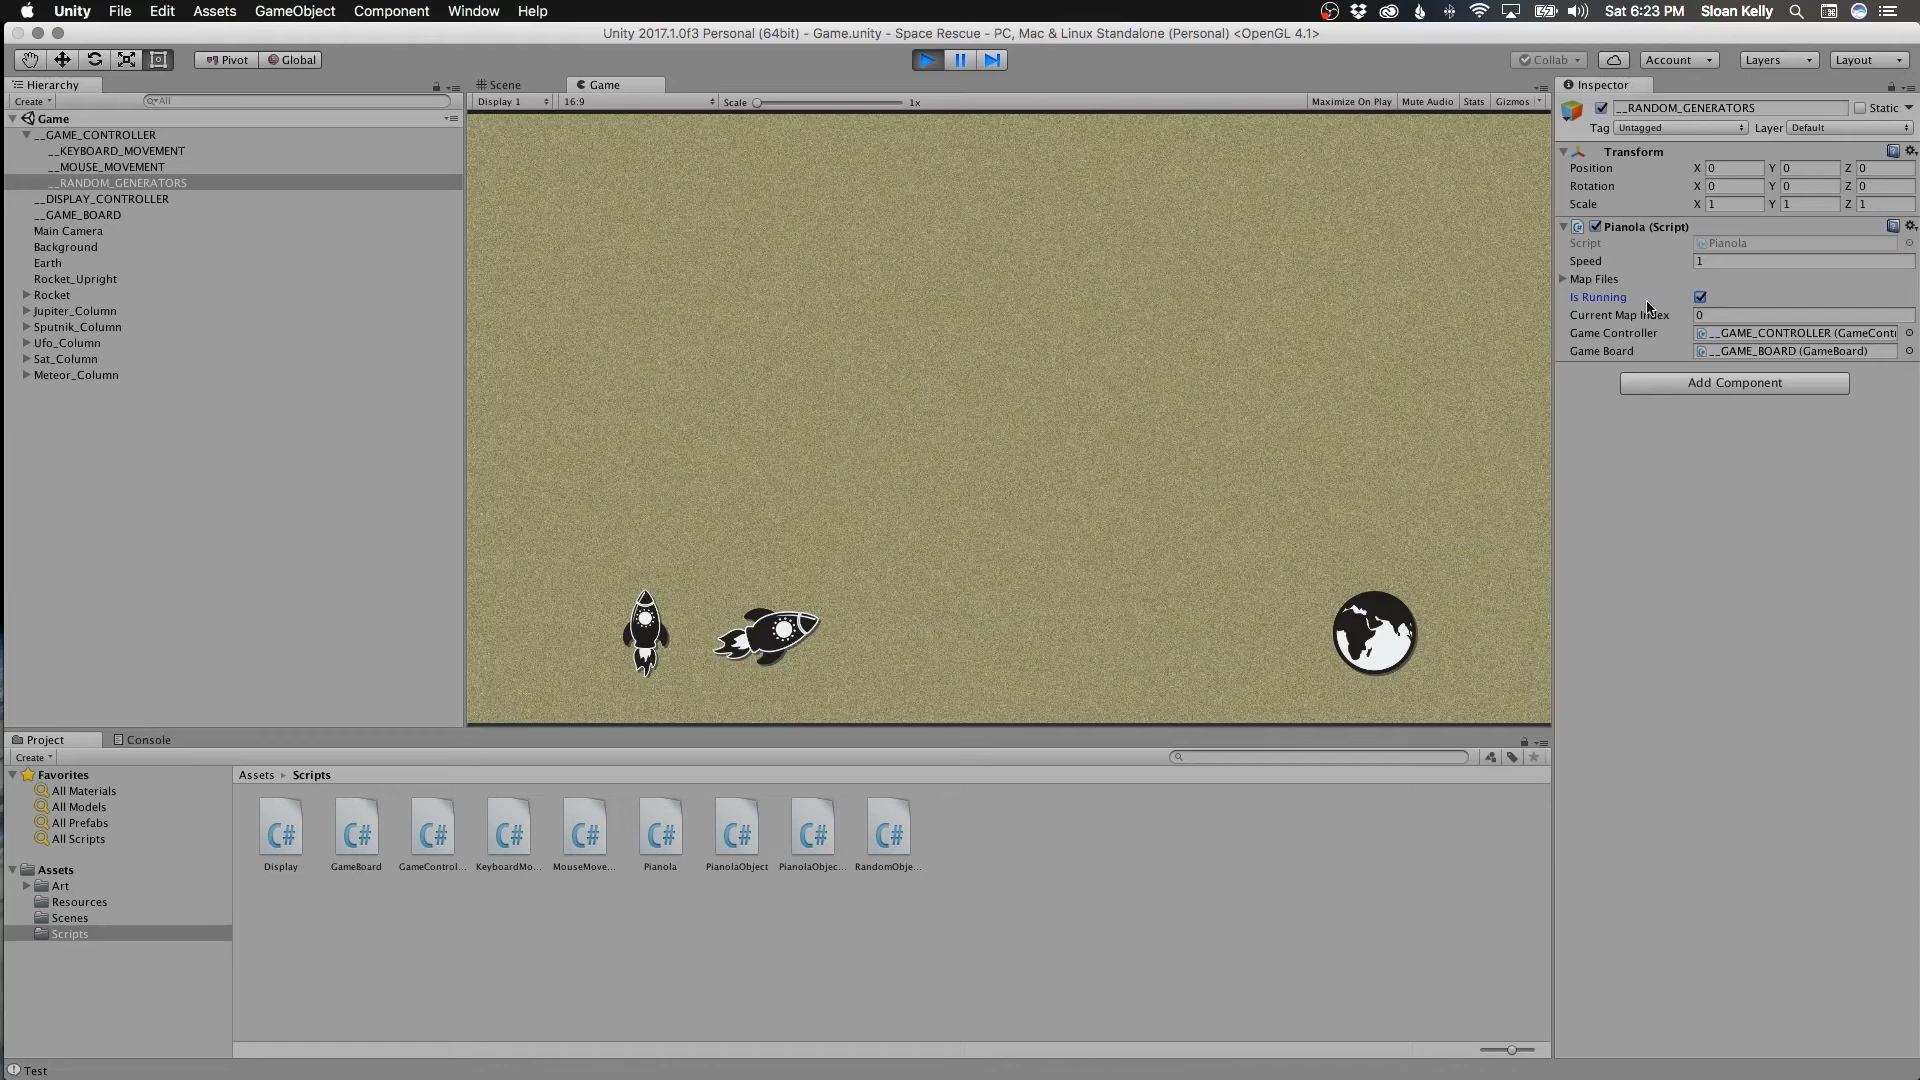 Unity File Edit Assets GameObject Component Window Help Sat 6:23 PM Sloan Kelly
Unity 2017.1.0f3 Personal (64bit) - Game.unity - Space Rescue - PC, Mac & Linux Standalone (Personal) <OpenGL 4.1>
Pivot Global Collab Account Layers Layout
Hierarchy
Create All
Game
__GAME_CONTROLLER
__KEYBOARD_MOVEMENT
__MOUSE_MOVEMENT
__RANDOM_GENERATORS
__DISPLAY_CONTROLLER
__GAME_BOARD
Main Camera
Background
Earth
Rocket_Upright
Rocket
Jupiter_Column
Sputnik_Column
Ufo_Column
Sat_Column
Meteor_Column
Scene Game
Display 1 16:9 Scale 1x Maximize On Play Mute Audio Stats Gizmos
Inspector
__RANDOM_GENERATORS Static
Tag Untagged Layer Default
Transform
Position X 0 Y 0 Z 0
Rotation X 0 Y 0 Z 0
Scale X 1 Y 1 Z 1
Pianola (Script)
Script Pianola
Speed 1
Map Files
Is Running
Current Map Index 0
Game Controller __GAME_CONTROLLER (GameContr
Game Board __GAME_BOARD (GameBoard)
Add Component
Project Console
Create
Favorites
All Materials
All Models
All Prefabs
All Scripts
Assets
Art
Resources
Scenes
Scripts
Assets Scripts
C# C# C# C# C# C# C# C# C#
Display GameBoard GameControl... KeyboardMo... MouseMove... Pianola PianolaObject PianolaObjec... RandomObje...
Test